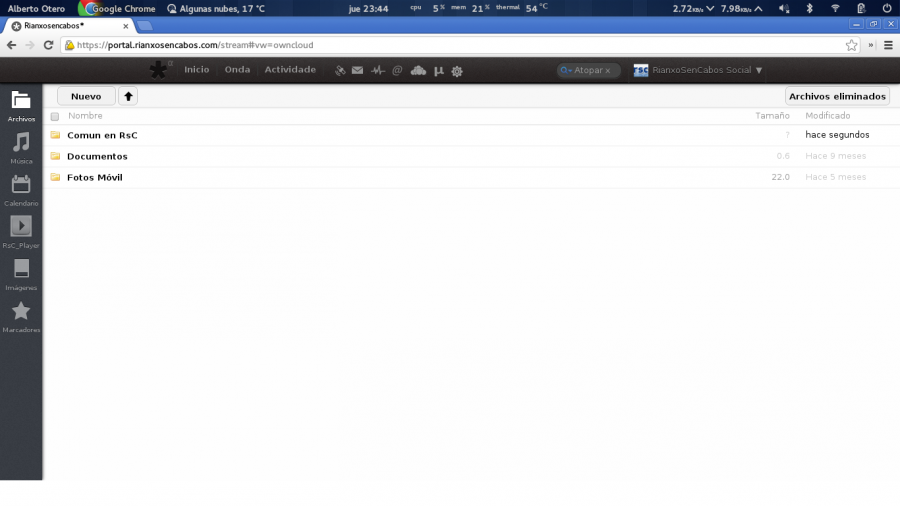 Alberto Otero Google Chrome Algunas nubes, 17 °C jue 23:44 cpu 5 % mem 21 % thermal 54 °C 2.72 KB/s 7.98 KB/s
Rianxosencabos* ×
https://portal.rianxosencabos.com/stream#vw=owncloud »
α Inicio Onda Actividade @ µ Atopar × rsc RianxoSenCabos Social ▼
Nuevo Archivos eliminados
Nombre Tamaño Modificado
Comun en RsC ? hace segundos
Documentos 0.6 Hace 9 meses
Fotos Móvil 22.0 Hace 5 meses
Archivos
Música
Calendario
RsC_Player
Imágenes
Marcadores